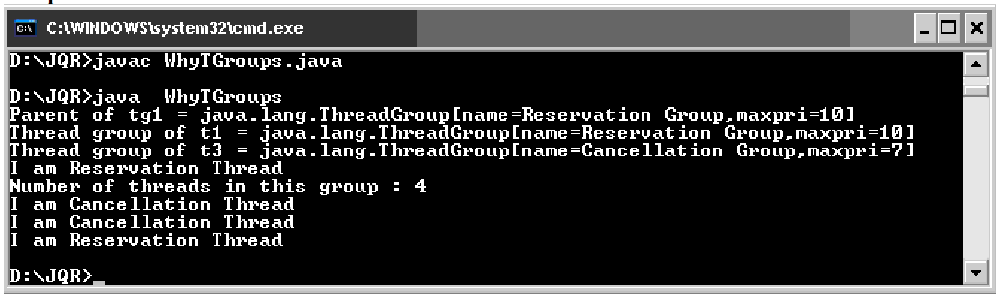 C:\WINDOWS\system32\cmd.exe
D:\JQR>javac WhyTGroups.java
D:\JQR>java  WhyTGroups
Parent of tg1 = java.lang.ThreadGroup[name=Reservation Group,maxpri=10]
Thread group of t1 = java.lang.ThreadGroup[name=Reservation Group,maxpri=10]
Thread group of t3 = java.lang.ThreadGroup[name=Cancellation Group,maxpri=7]
I am Reservation Thread
Number of threads in this group : 4
I am Cancellation Thread
I am Cancellation Thread
I am Reservation Thread
D:\JQR>_